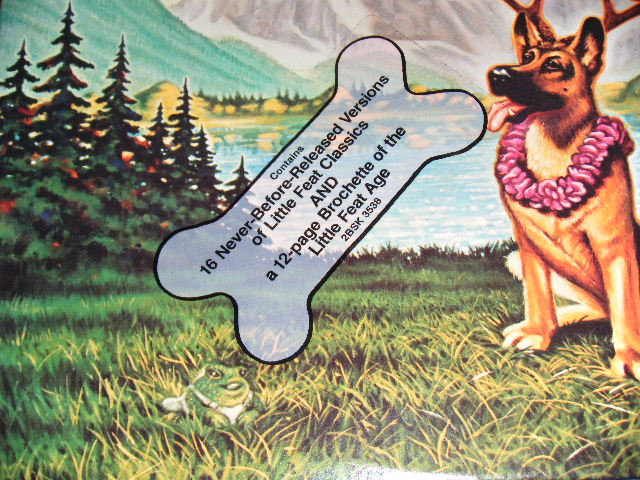 Contains
16 Never-Before-Released Versions
of Little Feat Classics
AND
a 12-page Brochette of the
Little Feat Age
2BSK 3538